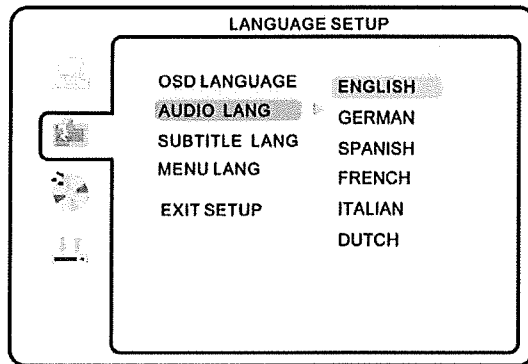 LANGUAGE SETUP
OSD LANGUAGE
AUDIO LANG
SUBTITLE LANG
MENU LANG
EXIT SETUP
ENGLISH
GERMAN
SPANISH
FRENCH
ITALIAN
DUTCH